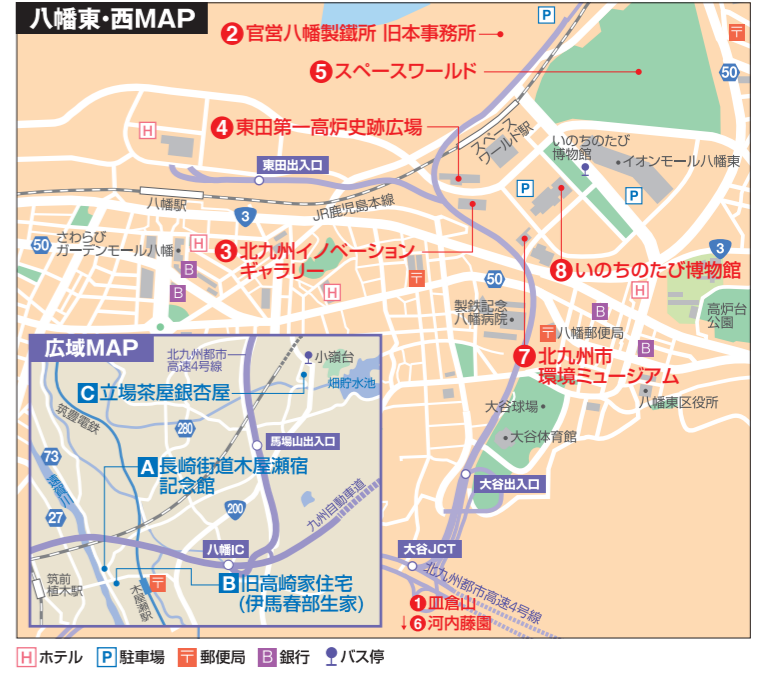 八幡東・西MAP
❷官営八幡製鐵所 旧本事務所
P
〒
❺スペースワールド
50
❹東田第一高炉史跡広場
スペース
ワールド駅
いのちのたび
博物館
イオンモール八幡東
H
東田出入口
P
P
八幡駅
JR鹿児島本線
3
50
さわらび
ガーデンモール八幡
H
B
B
❸北九州イノベーション
ギャラリー
〒
H
50
❽いのちのたび博物館
3
H
製鉄記念
八幡病院
B
高炉台
公園
〒八幡郵便局
B
❼北九州市
環境ミュージアム
八幡東区役所
大谷球場
大谷体育館
大谷出入口
大谷JCT
北九州都市高速4号線
❶皿倉山
↓❻河内藤園
広域MAP
北九州都市
高速4号線
小嶺台
畑貯水池
C立場茶屋銀杏屋
筑豊電鉄
280
馬場山出入口
73
A長崎街道木屋瀬宿
記念館
遠賀川
27
200
九州自動車道
八幡IC
筑前
植木駅
木屋瀬駅
〒
B旧高崎家住宅
(伊馬春部生家)
Hホテル P駐車場 〒郵便局 B銀行 バス停